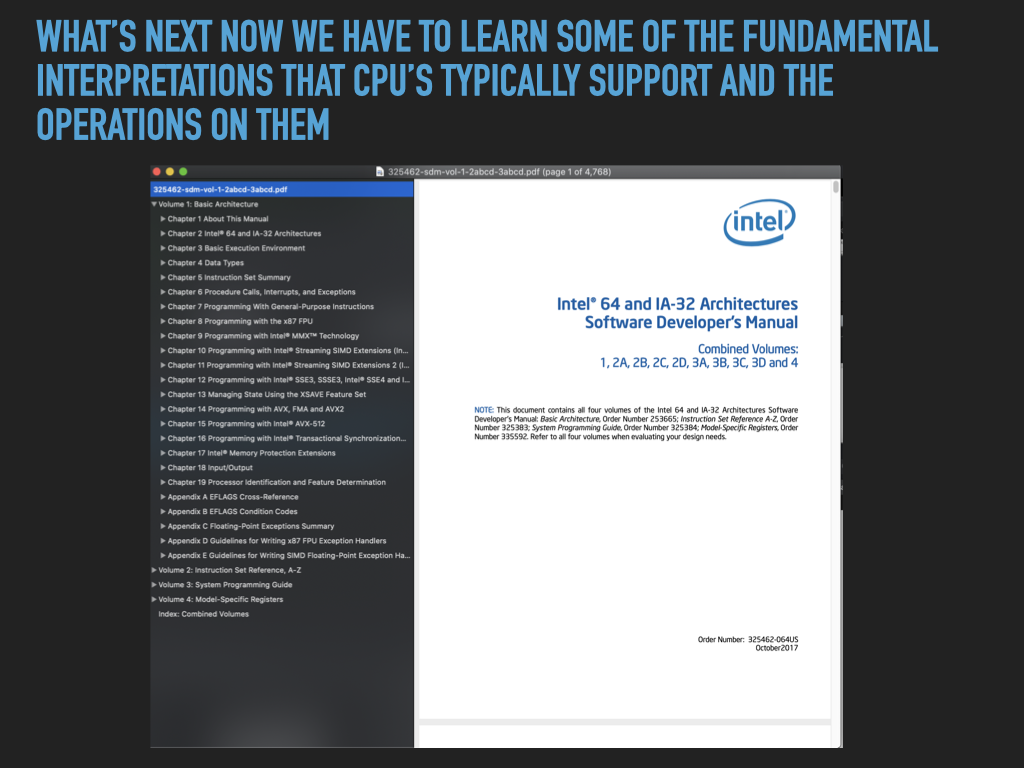 WHAT'S NEXT NOW WE HAVE TO LEARN SOME OF THE FUNDAMENTAL
INTERPRETATIONS THAT CPU'S TYPICALLY SUPPORT AND THE
OPERATIONS ON THEM
325462-sdm-vol-1-2abcd-3abcd.pdf (page 1 of 4,768)
325462-sdm-vol-1-2abcd-3abcd.pdf
Volume 1: Basic Architecture
Chapter 1 About This Manual
Chapter 2 Intel® 64 and IA-32 Architectures
Chapter 3 Basic Execution Environment
Chapter 4 Data Types
Chapter 5 Instruction Set Summary
Chapter 6 Procedure Calls, Interrupts, and Exceptions
Chapter 7 Programming With General-Purpose Instructions
Chapter 8 Programming with the x87 FPU
Chapter 9 Programming with Intel® MMX™ Technology
Chapter 10 Programming with Intel® Streaming SIMD Extensions (In...
Chapter 11 Programming with Intel® Streaming SIMD Extensions 2 (I...
Chapter 12 Programming with Intel® SSE3, SSSE3, Intel® SSE4 and I...
Chapter 13 Managing State Using the XSAVE Feature Set
Chapter 14 Programming with AVX, FMA and AVX2
Chapter 15 Programming with Intel® AVX-512
Chapter 16 Programming with Intel® Transactional Synchronization...
Chapter 17 Intel® Memory Protection Extensions
Chapter 18 Input/Output
Chapter 19 Processor Identification and Feature Determination
Appendix A EFLAGS Cross-Reference
Appendix B EFLAGS Condition Codes
Appendix C Floating-Point Exceptions Summary
Appendix D Guidelines for Writing x87 FPU Exception Handlers
Appendix E Guidelines for Writing SIMD Floating-Point Exception Ha...
Volume 2: Instruction Set Reference, A-Z
Volume 3: System Programming Guide
Volume 4: Model-Specific Registers
Index: Combined Volumes
intel®
Intel® 64 and IA-32 Architectures
Software Developer's Manual
Combined Volumes:
1, 2A, 2B, 2C, 2D, 3A, 3B, 3C, 3D and 4
NOTE: This document contains all four volumes of the Intel 64 and IA-32 Architectures Software
Developer's Manual: Basic Architecture, Order Number 253665; Instruction Set Reference A-Z, Order
Number 325383; System Programming Guide, Order Number 325384; Model-Specific Registers, Order
Number 335592. Refer to all four volumes when evaluating your design needs.
Order Number: 325462-064US
October2017